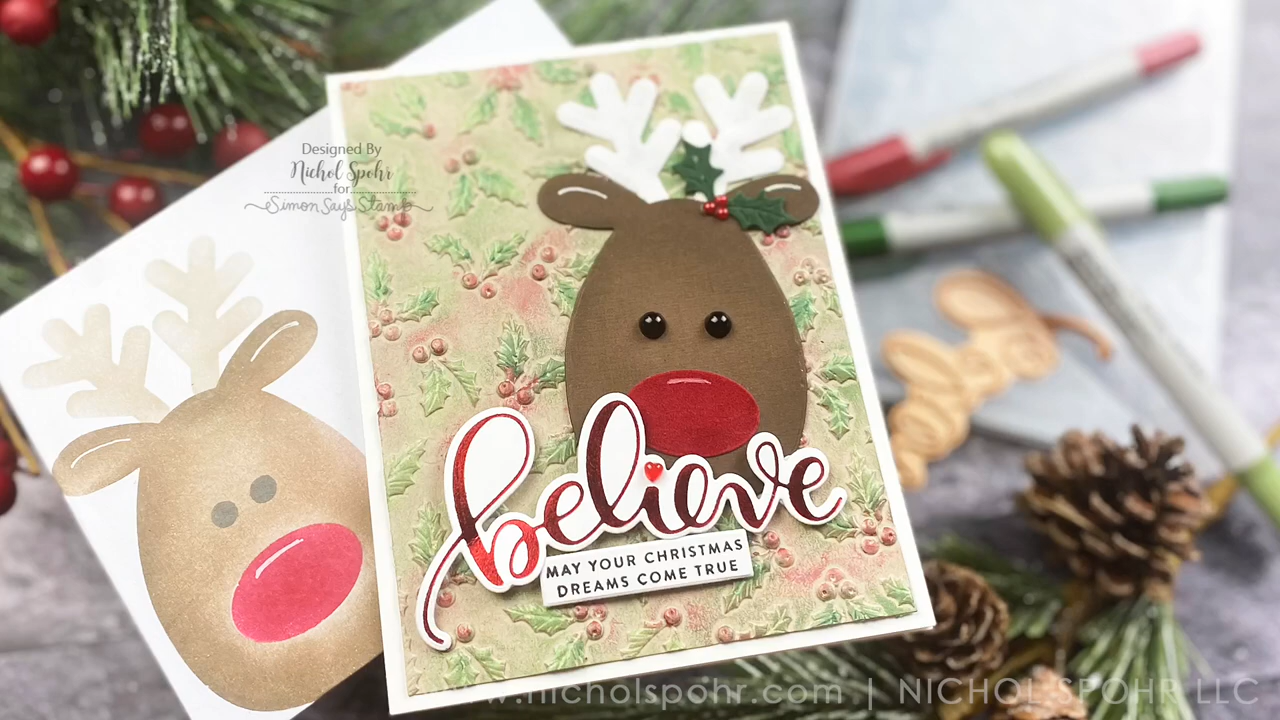 Designed By
Nichol Spohr
for
Simon Says Stamp
believe
MAY YOUR CHRISTMAS
DREAMS COME TRUE
www.nicholspohr.com | NICHOL SPOHR LLC